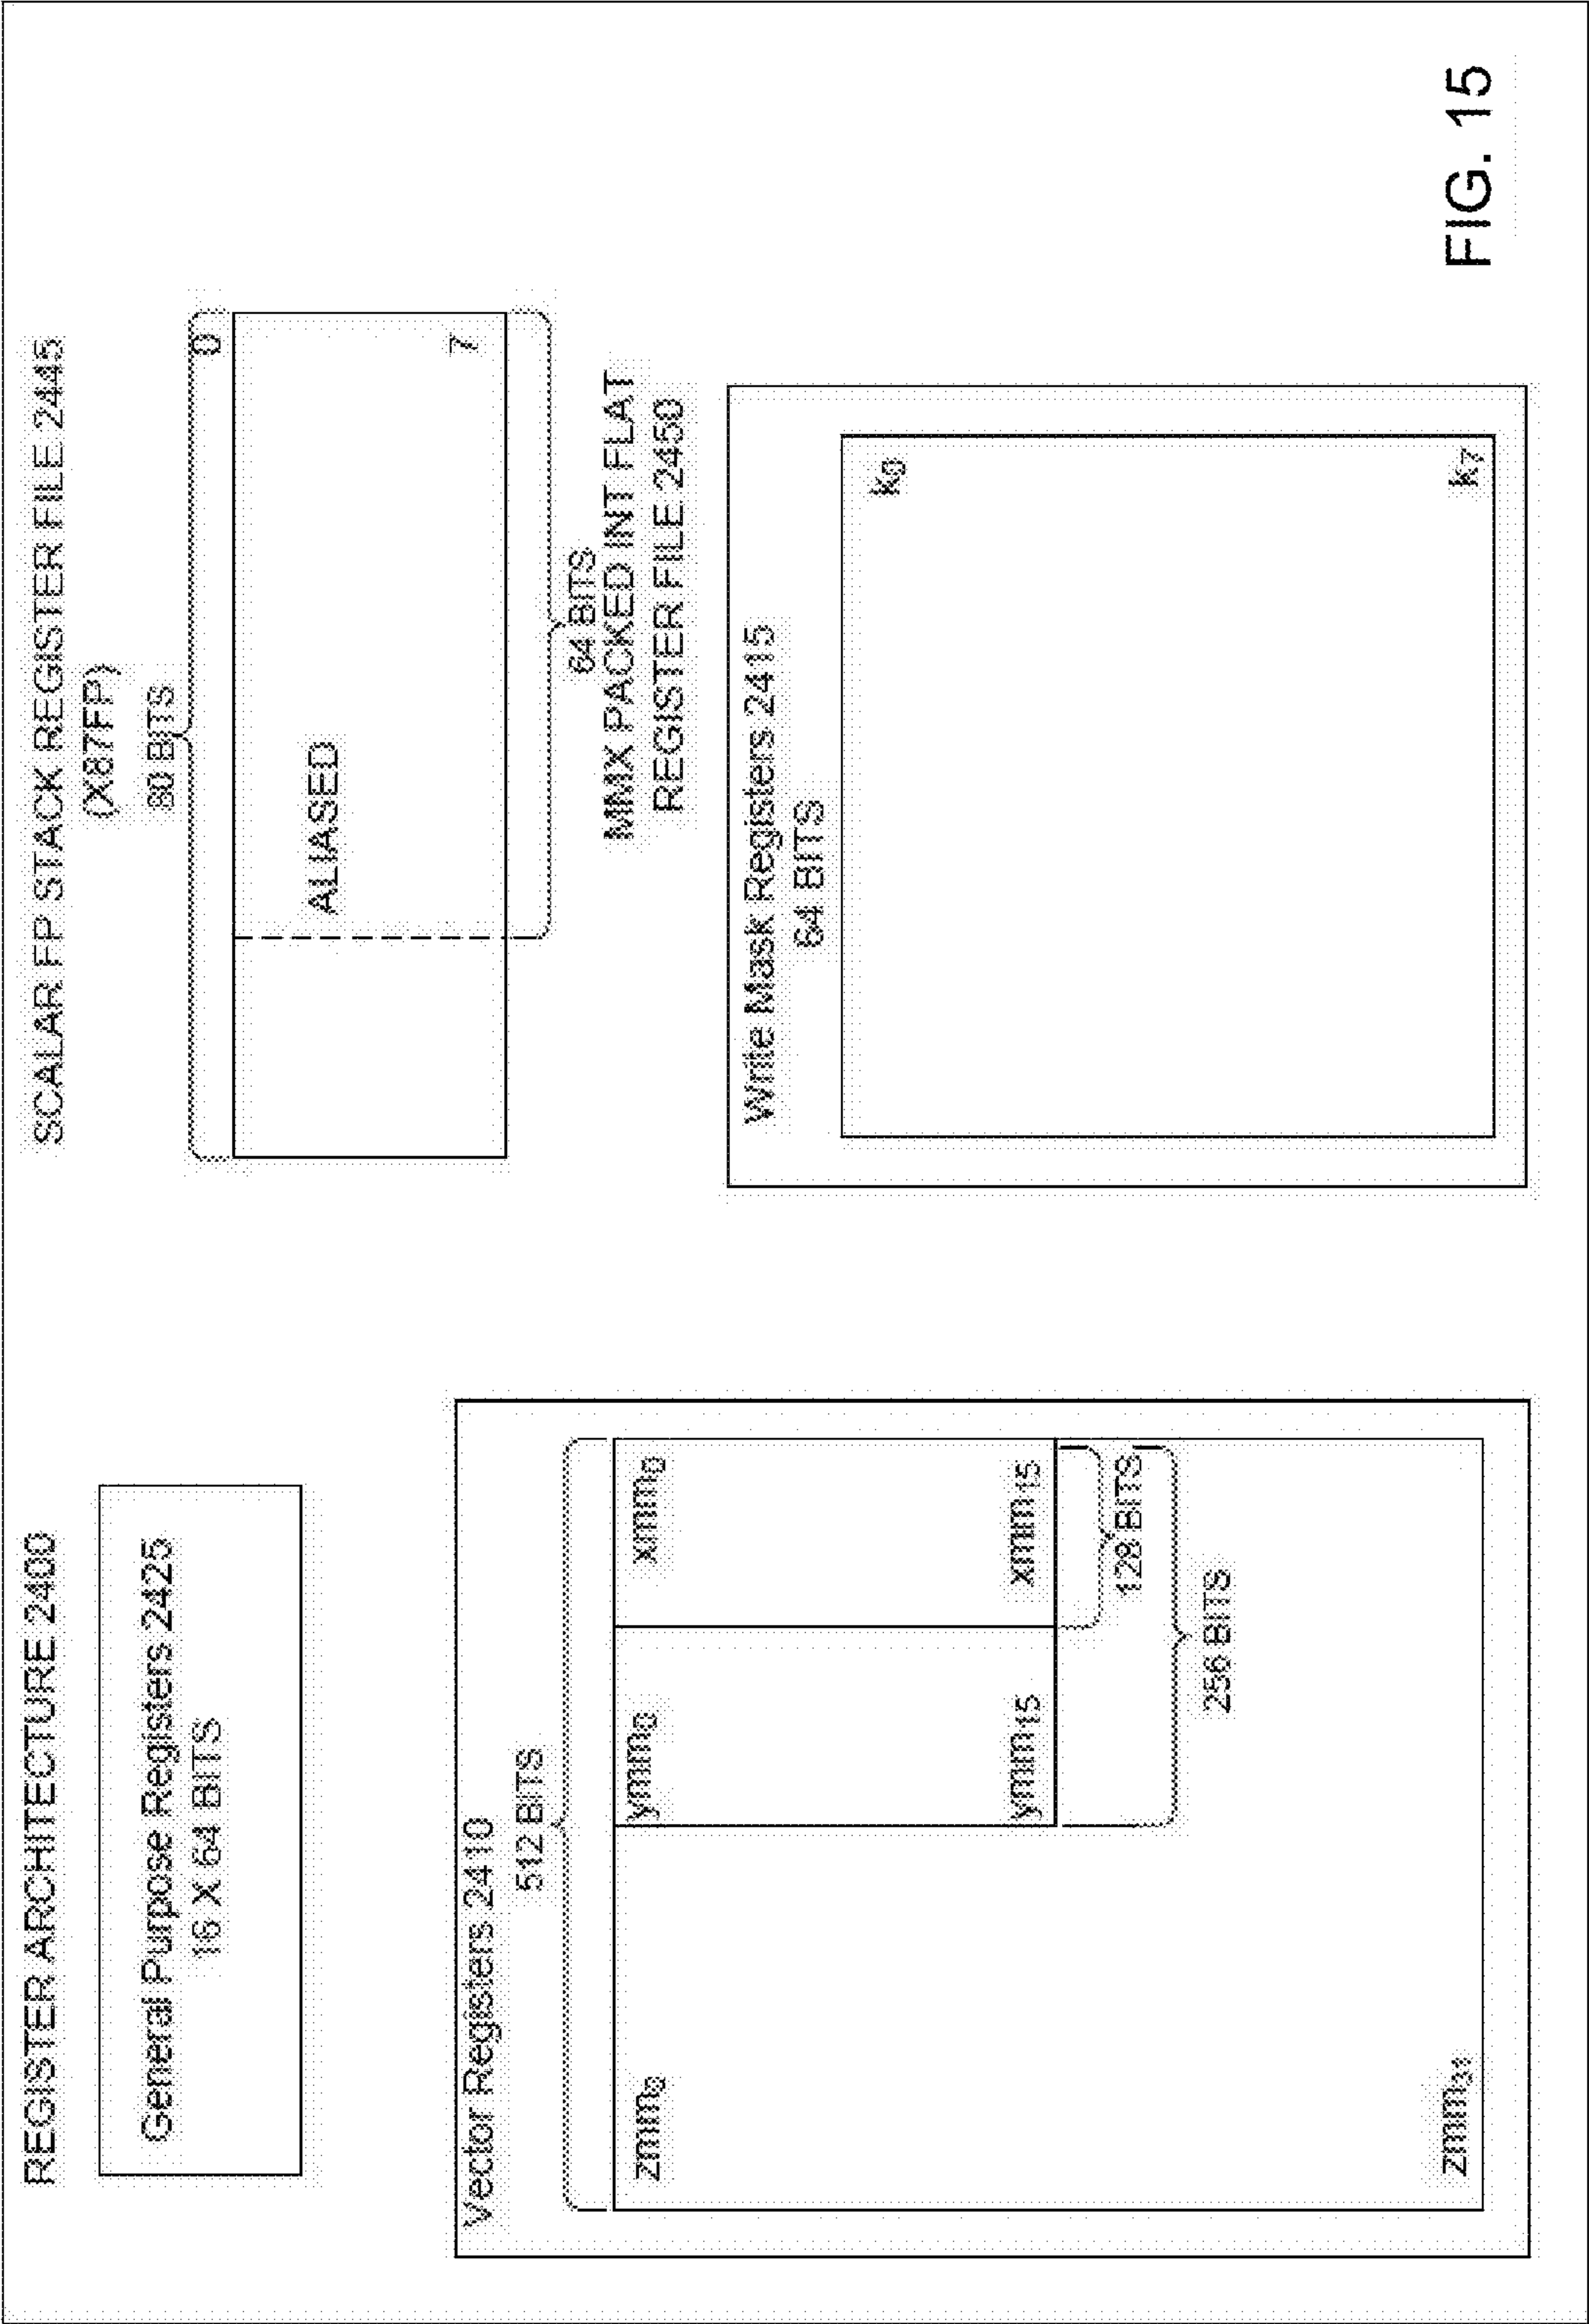 REGISTER ARCHITECTURE 2400
General Purpose Registers 2425
16 X 64 BITS
Vector Registers 2410
512 BITS
zmm0 ymm0 xmm0
ymm15 xmm15
128 BITS
256 BITS
zmm31
SCALAR FP STACK REGISTER FILE 2445
(X87FP)
80 BITS
0
ALIASED
7
64 BITS
MMX PACKED INT FLAT
REGISTER FILE 2450
Write Mask Registers 2415
64 BITS
k0
k7
FIG. 15